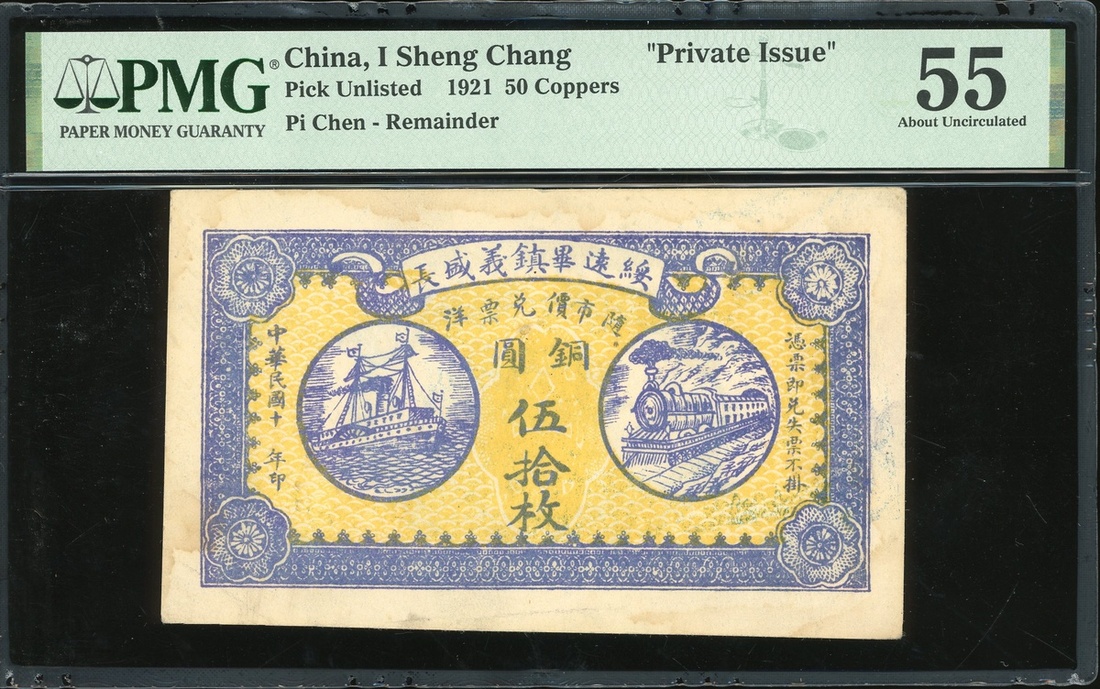 PMG®
PAPER MONEY GUARANTY
China, I Sheng Chang "Private Issue"
Pick Unlisted 1921 50 Coppers
Pi Chen - Remainder
55
About Uncirculated
綏遠畢鎮義盛長
隨市價兌票洋
銅圓
伍拾枚
憑票即兌失票不掛
中華民國十 年印